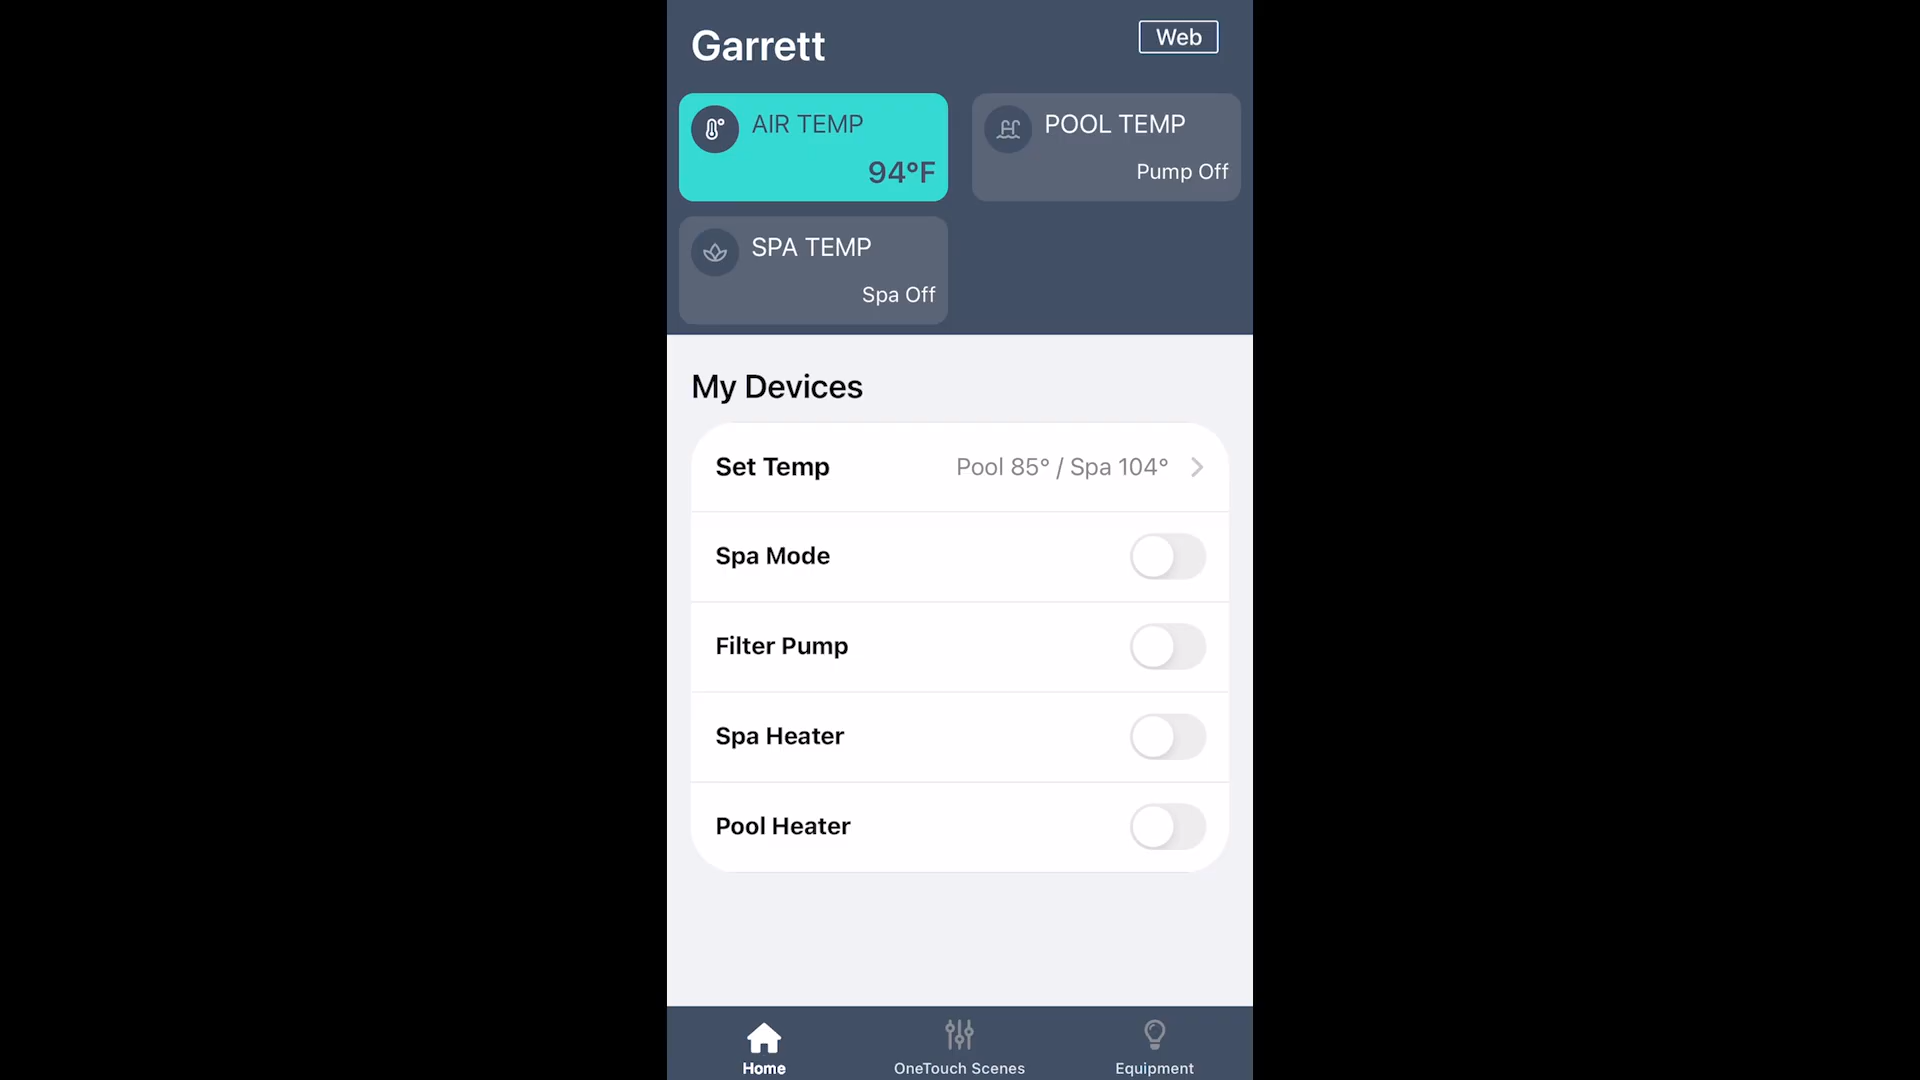 Garrett
Web
AIR TEMP
94°F
POOL TEMP
Pump Off
SPA TEMP
Spa Off
My Devices
Set Temp Pool 85° / Spa 104°
Spa Mode
Filter Pump
Spa Heater
Pool Heater
Home OneTouch Scenes Equipment